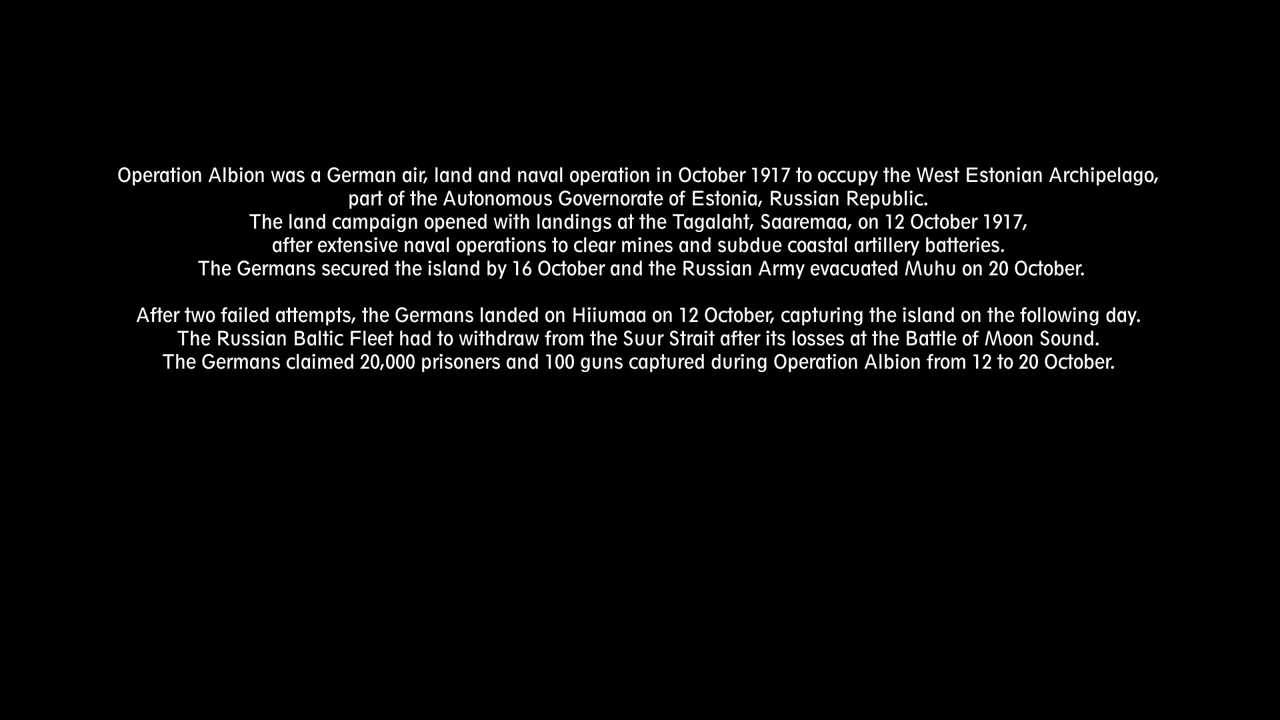 Operation Albion was a German air, land and naval operation in October 1917 to occupy the West Estonian Archipelago,
part of the Autonomous Governorate of Estonia, Russian Republic.
The land campaign opened with landings at the Tagalaht, Saaremaa, on 12 October 1917,
after extensive naval operations to clear mines and subdue coastal artillery batteries.
The Germans secured the island by 16 October and the Russian Army evacuated Muhu on 20 October.
After two failed attempts, the Germans landed on Hiiumaa on 12 October, capturing the island on the following day.
The Russian Baltic Fleet had to withdraw from the Suur Strait after its losses at the Battle of Moon Sound.
The Germans claimed 20,000 prisoners and 100 guns captured during Operation Albion from 12 to 20 October.